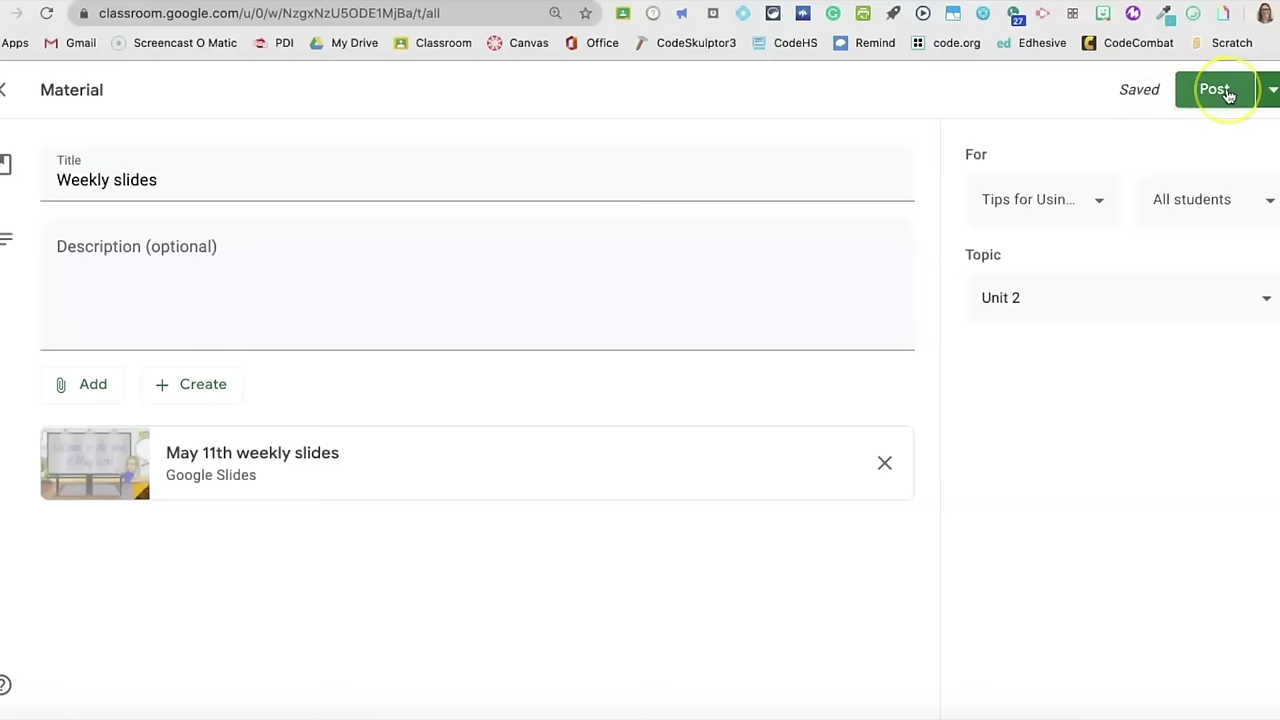 classroom.google.com/u/0/w/NzgxNzU5ODE1MjBa/t/all
27
Apps Gmail Screencast O Matic PDI My Drive Classroom Canvas Office CodeSkulptor3 CodeHS Remind code.org ed Edhesive CodeCombat Scratch
Material
Saved
Post
Title
Weekly slides
Description (optional)
Add
Create
May 11th weekly slides
Google Slides
For
Tips for Usin...
All students
Topic
Unit 2